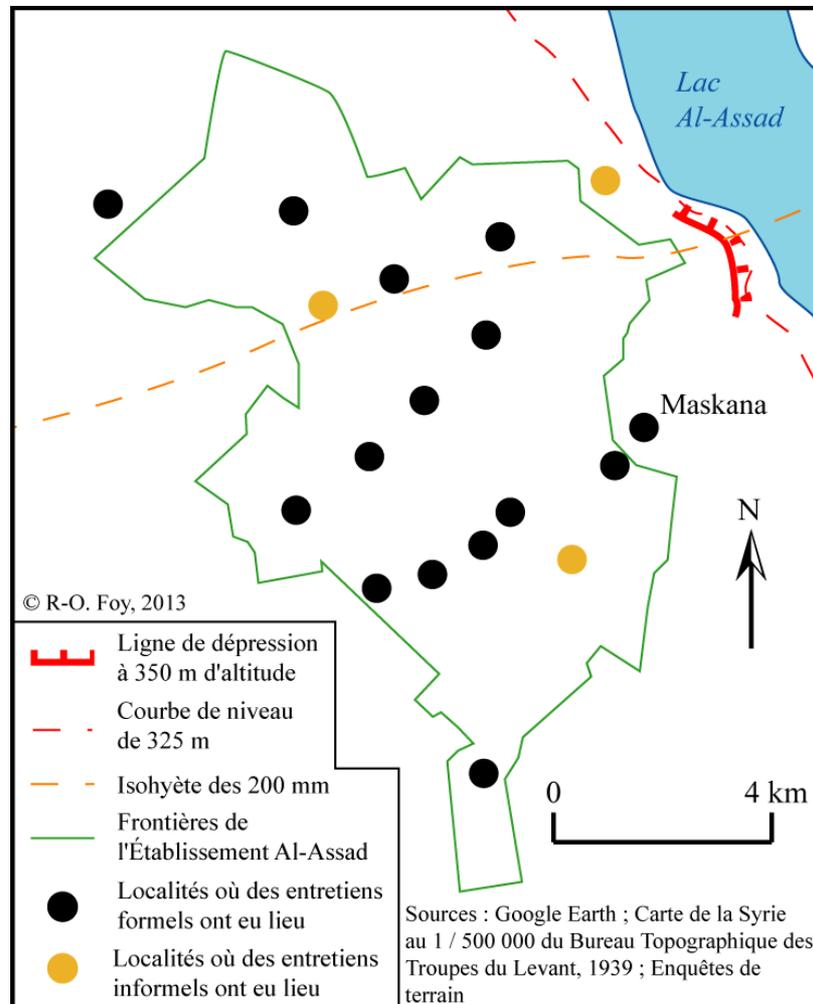 Lac
Al-Assad
Maskana
N
© R-O. Foy, 2013
Ligne de dépression
à 350 m d'altitude
Courbe de niveau
de 325 m
Isohyète des 200 mm
Frontières de
l'Établissement Al-Assad
Localités où des entretiens
formels ont eu lieu
Localités où des entretiens
informels ont eu lieu
0 4 km
Sources : Google Earth ; Carte de la Syrie
au 1 / 500 000 du Bureau Topographique des
Troupes du Levant, 1939 ; Enquêtes de
terrain